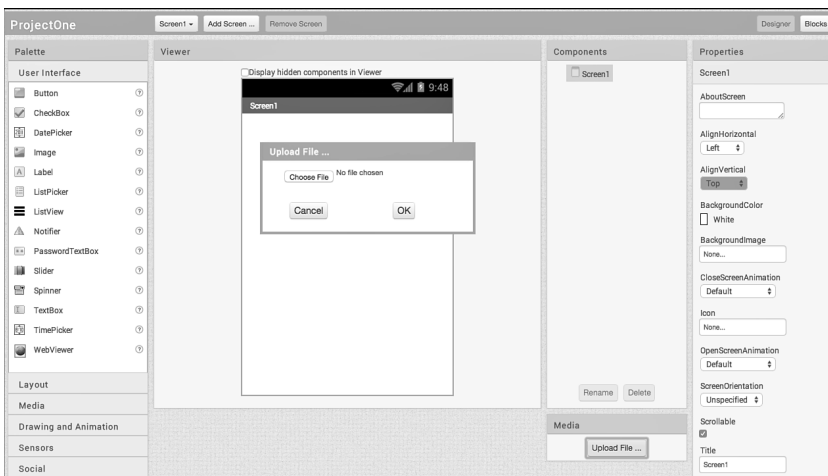 ProjectOne
Screen1
Add Screen ...
Remove Screen
Designer
Blocks
Palette
User Interface
Button
CheckBox
DatePicker
Image
Label
ListPicker
ListView
Notifier
PasswordTextBox
Slider
Spinner
TextBox
TimePicker
WebViewer
Layout
Media
Drawing and Animation
Sensors
Social
Viewer
Display hidden components in Viewer
9:48
Screen1
Upload File ...
Choose File No file chosen
Cancel
OK
Components
Screen1
Rename
Delete
Media
Upload File ...
Properties
Screen1
AboutScreen
AlignHorizontal
Left
AlignVertical
Top
BackgroundColor
White
BackgroundImage
None...
CloseScreenAnimation
Default
Icon
None...
OpenScreenAnimation
Default
ScreenOrientation
Unspecified
Scrollable
Title
Screen1